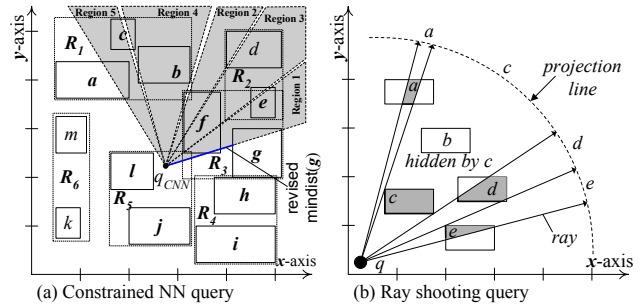 Region 5
Region 4
Region 2
Region 3
Region 1
y-axis
R1
c
a
b
d
R2
e
f
m
l
qCNN
R3
g
R6
R5
R4
h
k
j
i
revised
mindist(g)
x-axis
(a) Constrained NN query
y-axis
a
a
c
projection
line
b
hidden by c
d
c
d
e
e
ray
q
x-axis
(b) Ray shooting query